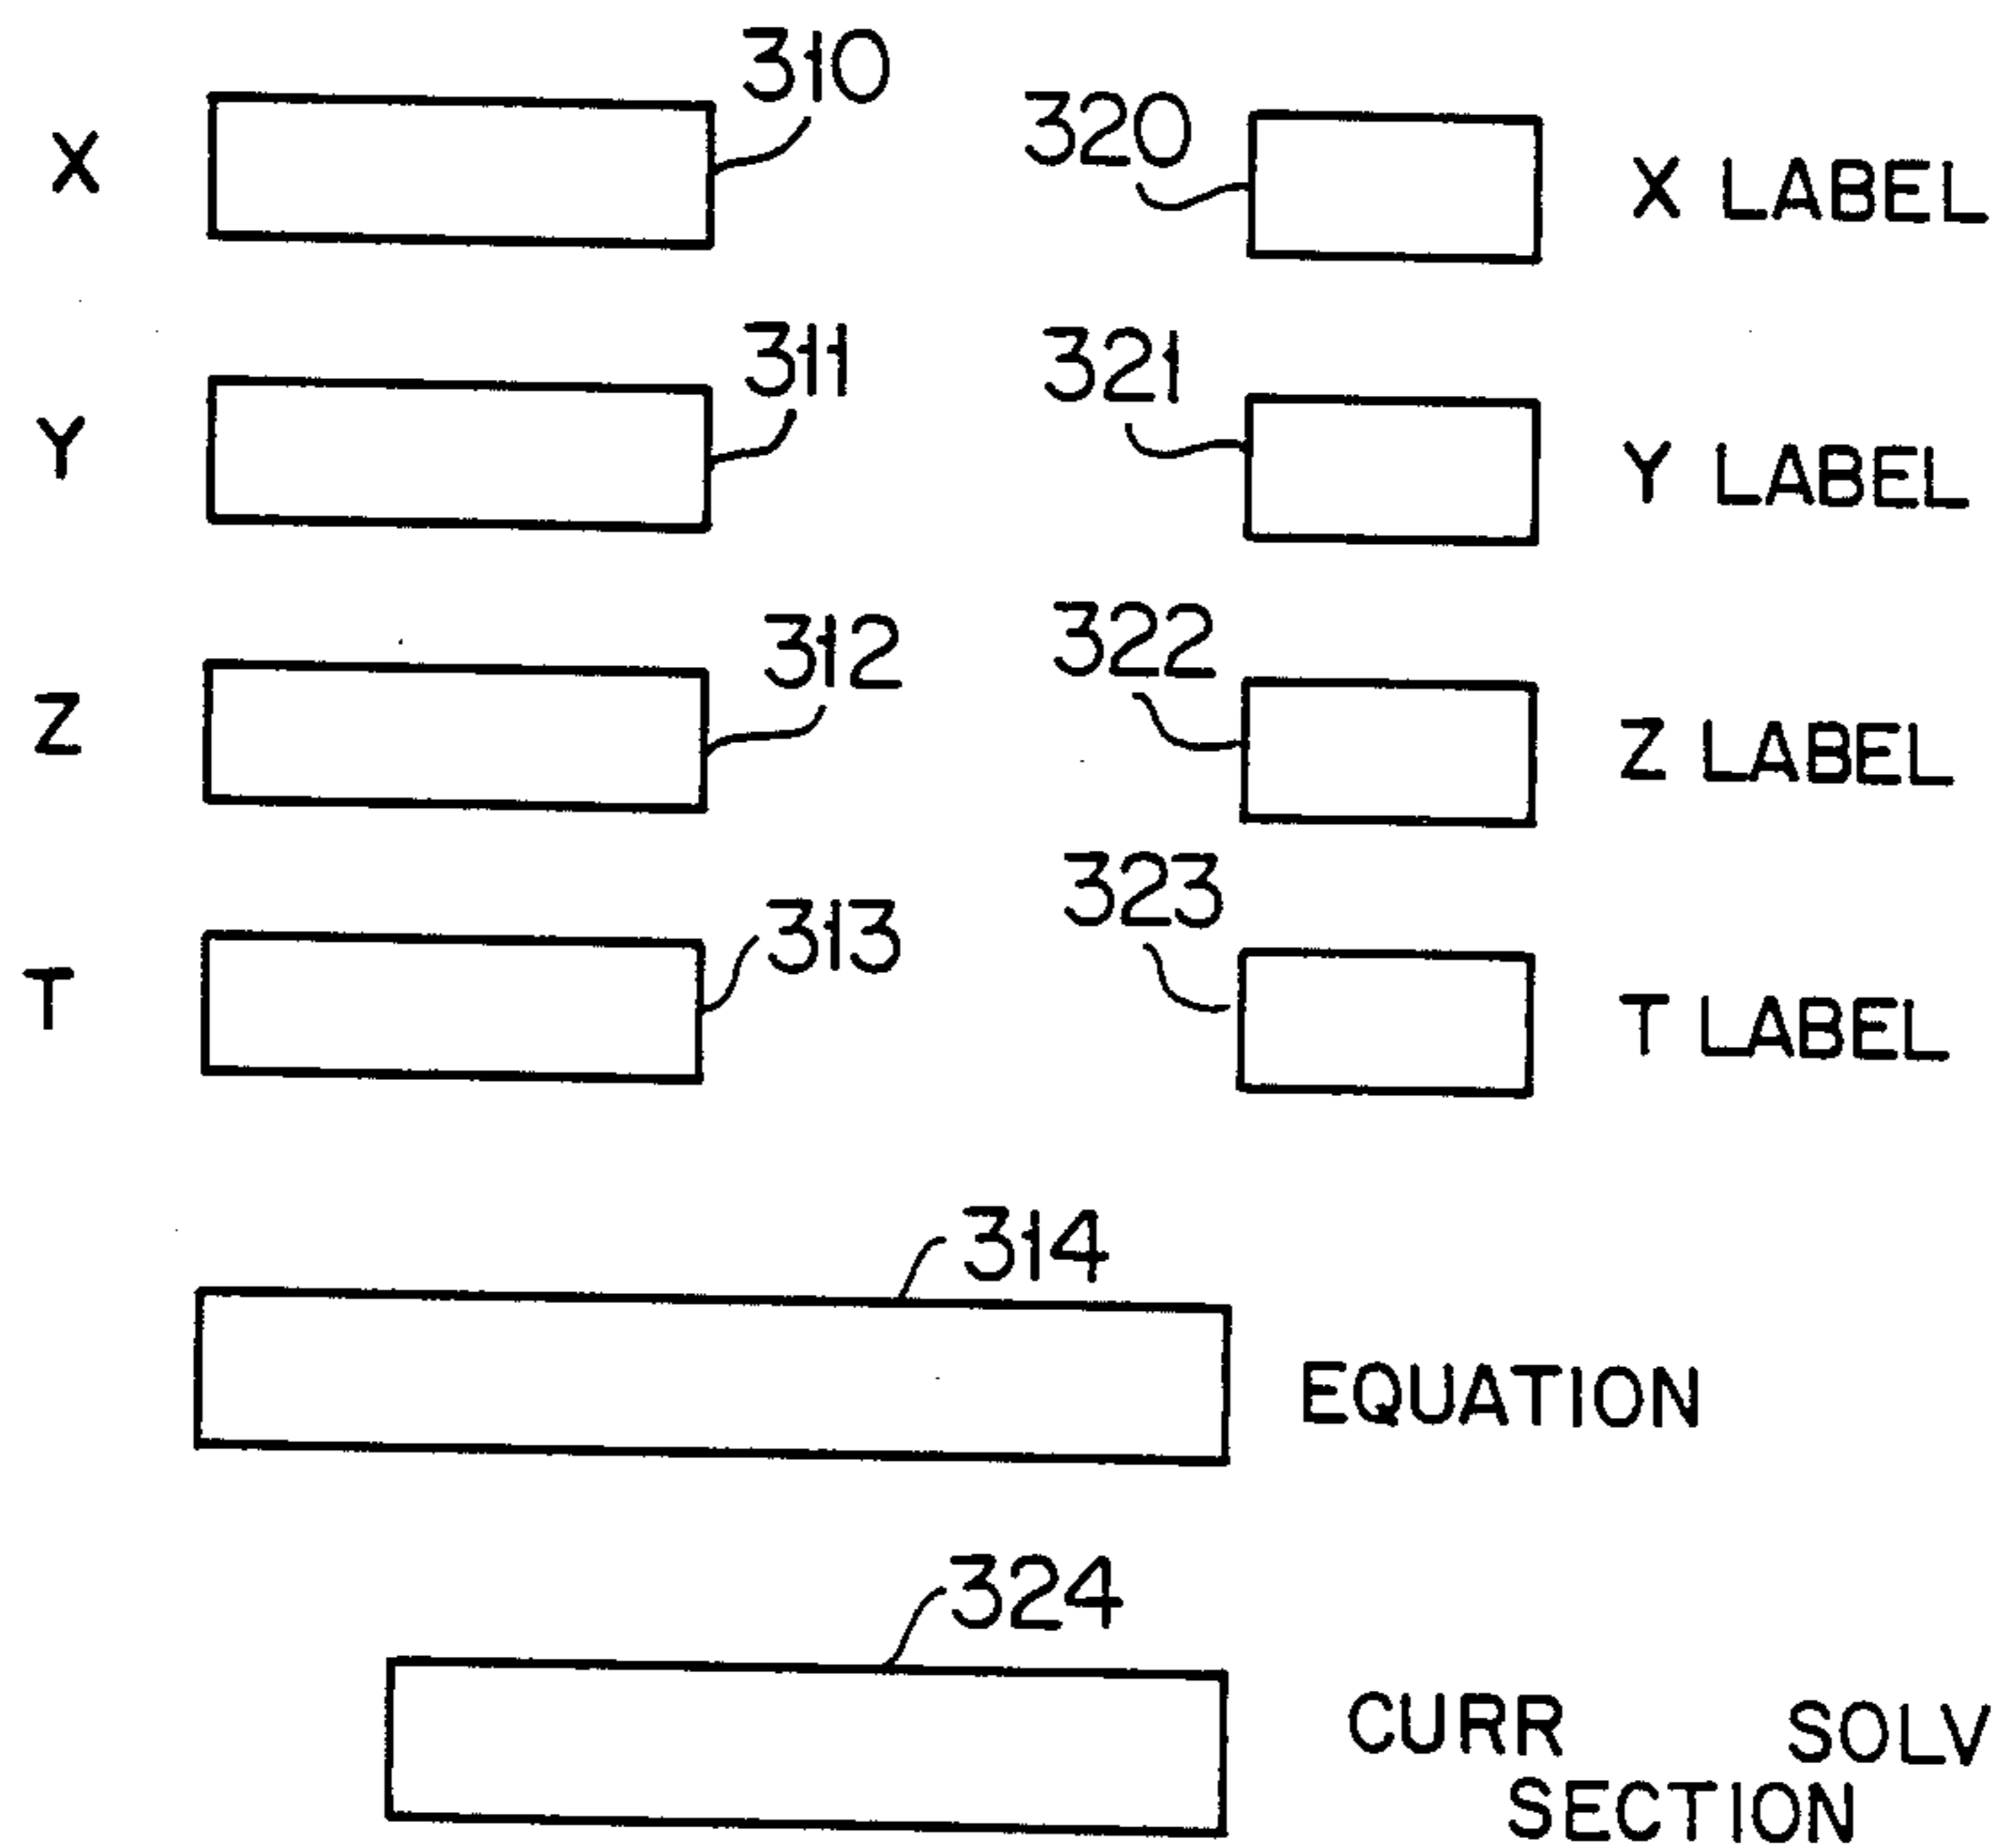 310
X
320
X LABEL
311
Y
321
Y LABEL
312
Z
322
Z LABEL
313
T
323
T LABEL
314
EQUATION
324
CURR SOLV
SECTION